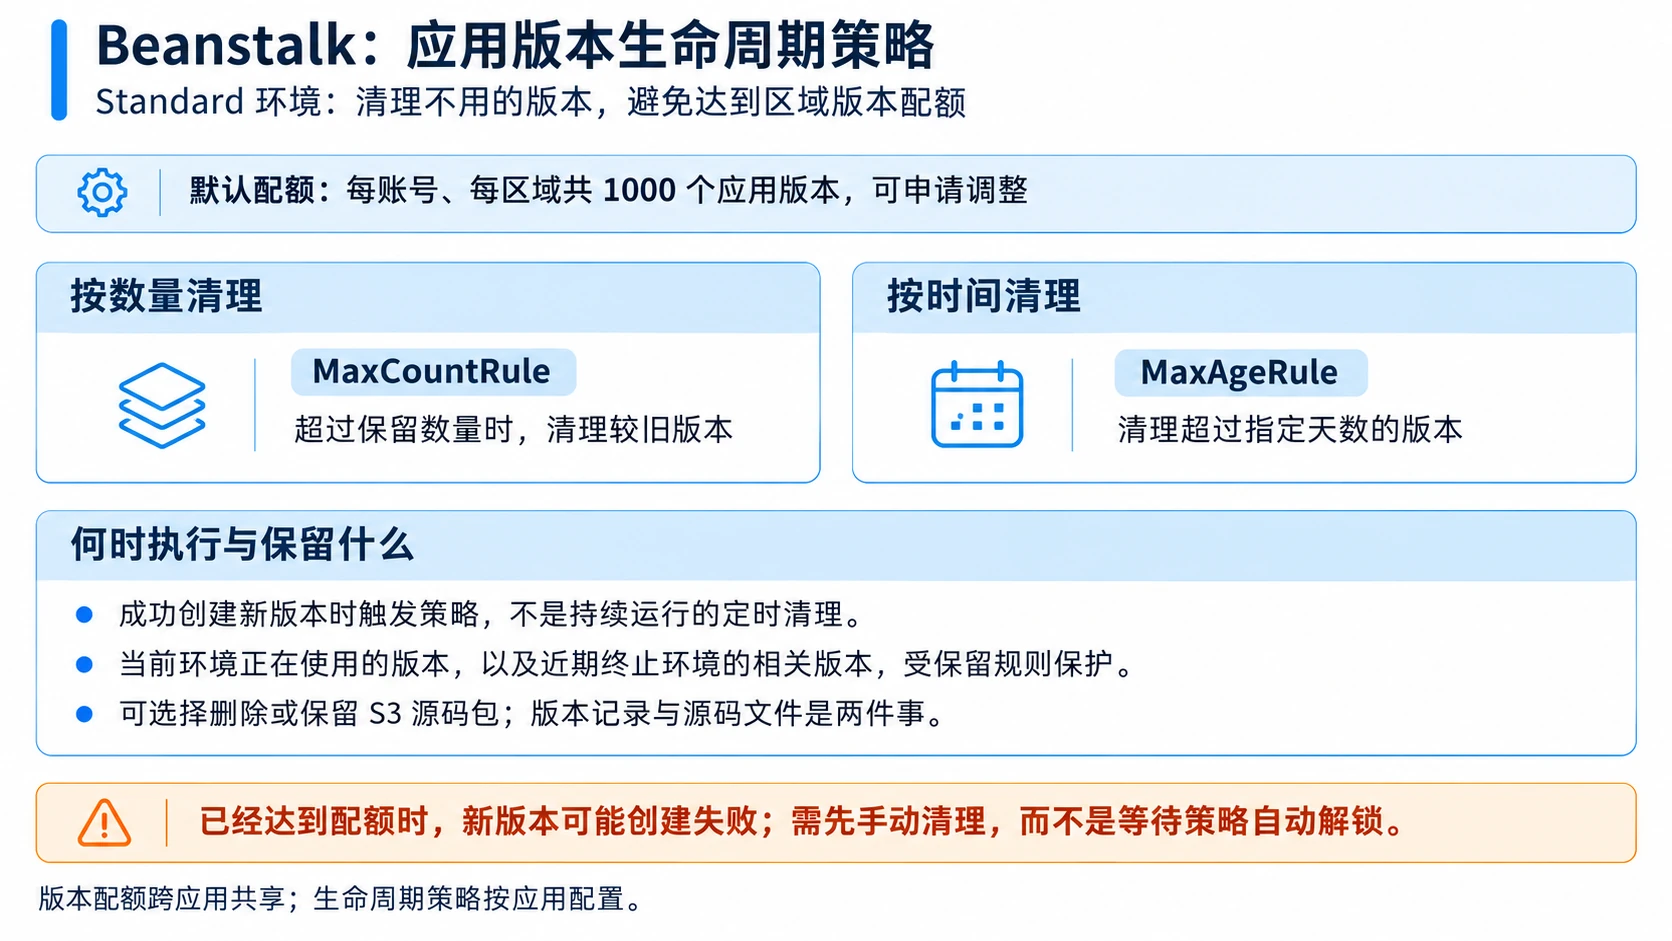 Beanstalk：应用版本生命周期策略
Standard 环境：清理不用的版本，避免达到区域版本配额
默认配额：每账号、每区域共 1000 个应用版本，可申请调整
按数量清理
MaxCountRule
超过保留数量时，清理较旧版本
按时间清理
MaxAgeRule
清理超过指定天数的版本
何时执行与保留什么
成功创建新版本时触发策略，不是持续运行的定时清理。
当前环境正在使用的版本，以及近期终止环境的相关版本，受保留规则保护。
可选择删除或保留 S3 源码包；版本记录与源码文件是两件事。
已经达到配额时，新版本可能创建失败；需先手动清理，而不是等待策略自动解锁。
版本配额跨应用共享；生命周期策略按应用配置。